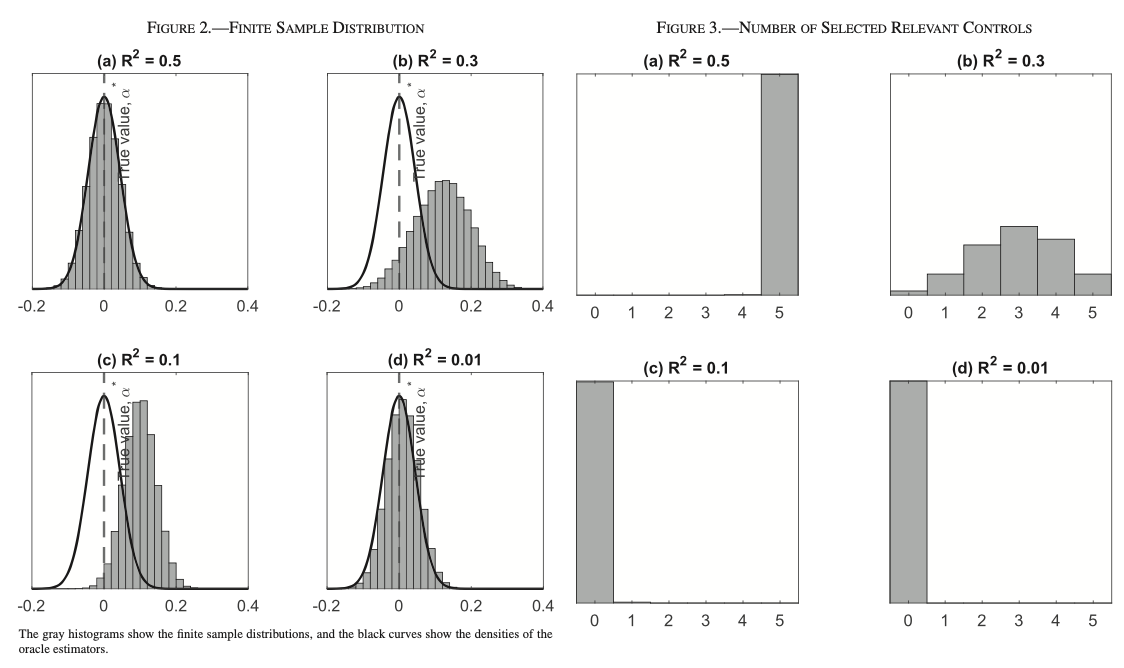 FIGURE 2.—FINITE SAMPLE DISTRIBUTION
(a) R² = 0.5
True value, α*
-0.2 0 0.2 0.4
(b) R² = 0.3
True value, α*
-0.2 0 0.2 0.4
(c) R² = 0.1
True value, α*
-0.2 0 0.2 0.4
(d) R² = 0.01
True value, α*
-0.2 0 0.2 0.4
The gray histograms show the finite sample distributions, and the black curves show the densities of the
oracle estimators.
FIGURE 3.—NUMBER OF SELECTED RELEVANT CONTROLS
(a) R² = 0.5
0 1 2 3 4 5
(b) R² = 0.3
0 1 2 3 4 5
(c) R² = 0.1
0 1 2 3 4 5
(d) R² = 0.01
0 1 2 3 4 5